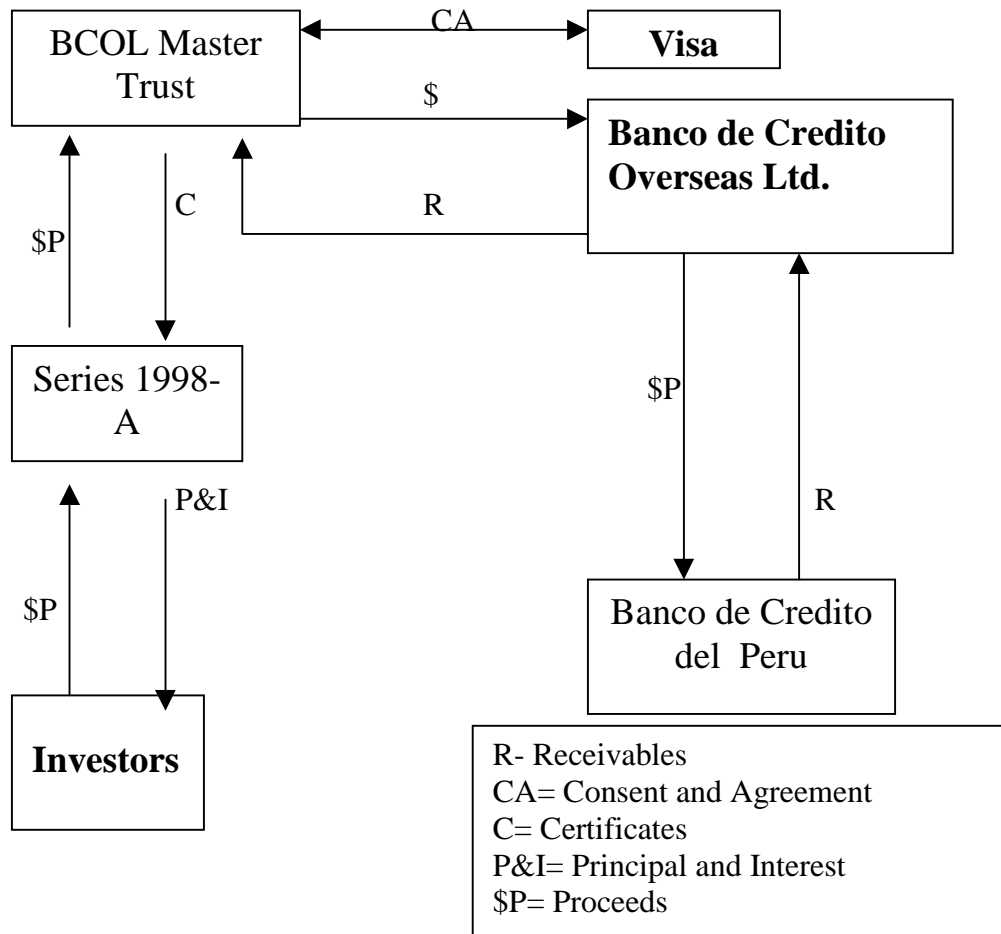 BCOL Master
Trust
CA
Visa
$
Banco de Credito
Overseas Ltd.
C
R
$P
Series 1998-
A
$P
P&I
R
$P
Banco de Credito
del Peru
Investors
R- Receivables
CA= Consent and Agreement
C= Certificates
P&I= Principal and Interest
$P= Proceeds